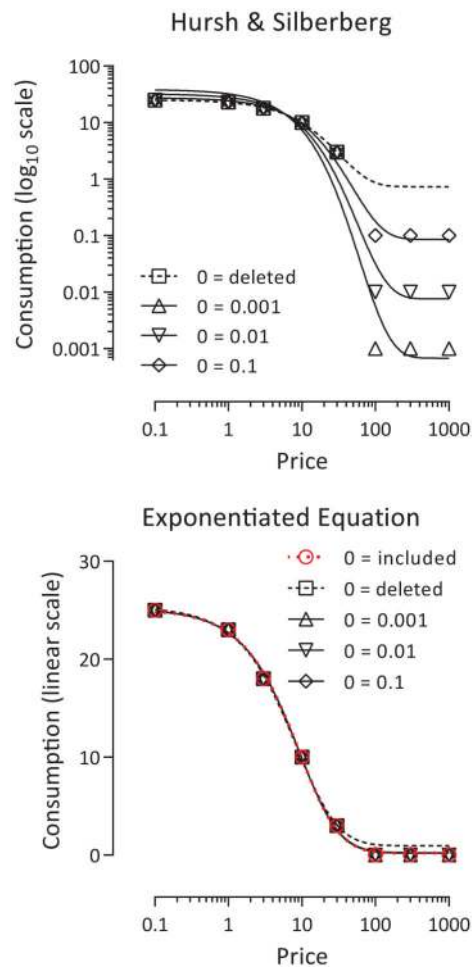 Hursh & Silberberg
Consumption (log10 scale)
100
10
1
0.1
0.01
0.001
0 = deleted
0 = 0.001
0 = 0.01
0 = 0.1
0.1 1 10 100 1000
Price
Exponentiated Equation
Consumption (linear scale)
30
20
10
0
0 = included
0 = deleted
0 = 0.001
0 = 0.01
0 = 0.1
0.1 1 10 100 1000
Price